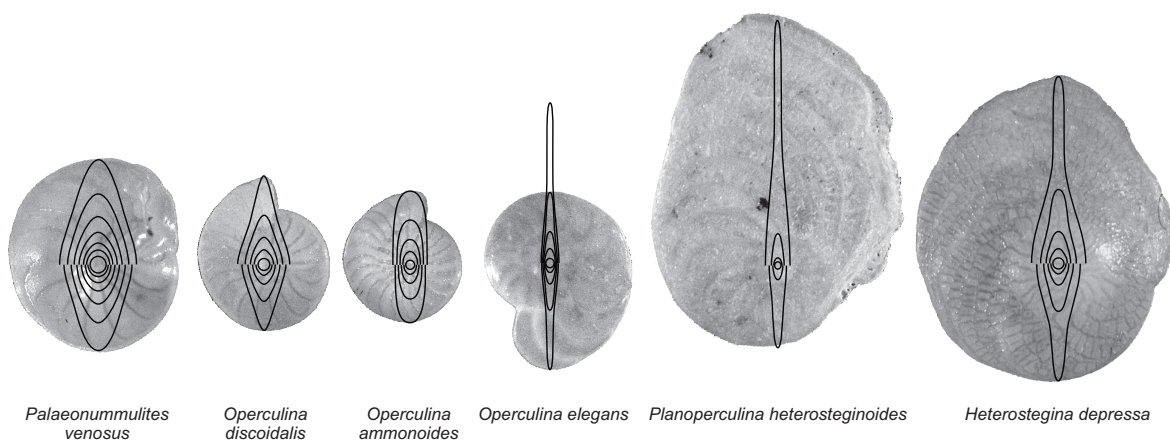 Palaeonummulites
venosus
Operculina
discoidalis
Operculina
ammonoides
Operculina elegans
Planoperculina heterosteginoides
Heterostegina depressa